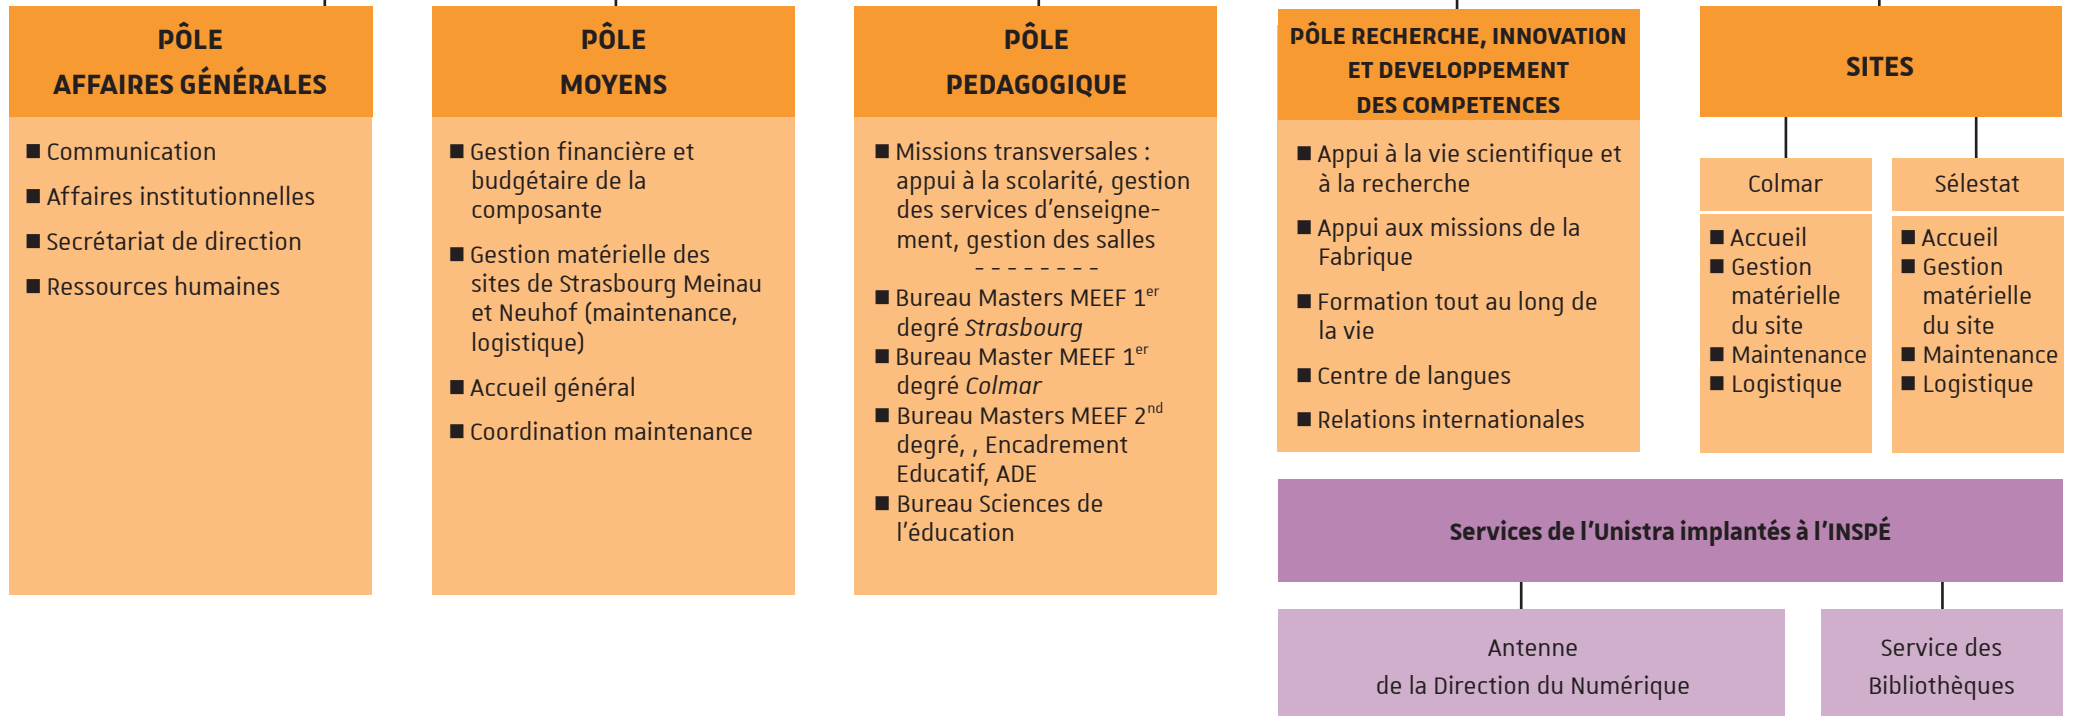 PÔLE
AFFAIRES GÉNÉRALES
■ Communication
■ Affaires institutionnelles
■ Secrétariat de direction
■ Ressources humaines
PÔLE
MOYENS
■ Gestion financière et
budgétaire de la
composante
■ Gestion matérielle des
sites de Strasbourg Meinau
et Neuhof (maintenance,
logistique)
■ Accueil général
■ Coordination maintenance
PÔLE
PEDAGOGIQUE
■ Missions transversales :
appui à la scolarité, gestion
des services d'enseigne-
ment, gestion des salles
- - - - - - - -
■ Bureau Masters MEEF 1er
degré Strasbourg
■ Bureau Master MEEF 1er
degré Colmar
■ Bureau Masters MEEF 2nd
degré, , Encadrement
Educatif, ADE
■ Bureau Sciences de
l'éducation
PÔLE RECHERCHE, INNOVATION
ET DEVELOPPEMENT
DES COMPETENCES
■ Appui à la vie scientifique et
à la recherche
■ Appui aux missions de la
Fabrique
■ Formation tout au long de
la vie
■ Centre de langues
■ Relations internationales
SITES
Colmar
■ Accueil
■ Gestion
matérielle
du site
■ Maintenance
■ Logistique
Sélestat
■ Accueil
■ Gestion
matérielle
du site
■ Maintenance
■ Logistique
Services de l'Unistra implantés à l'INSPÉ
Antenne
de la Direction du Numérique
Service des
Bibliothèques